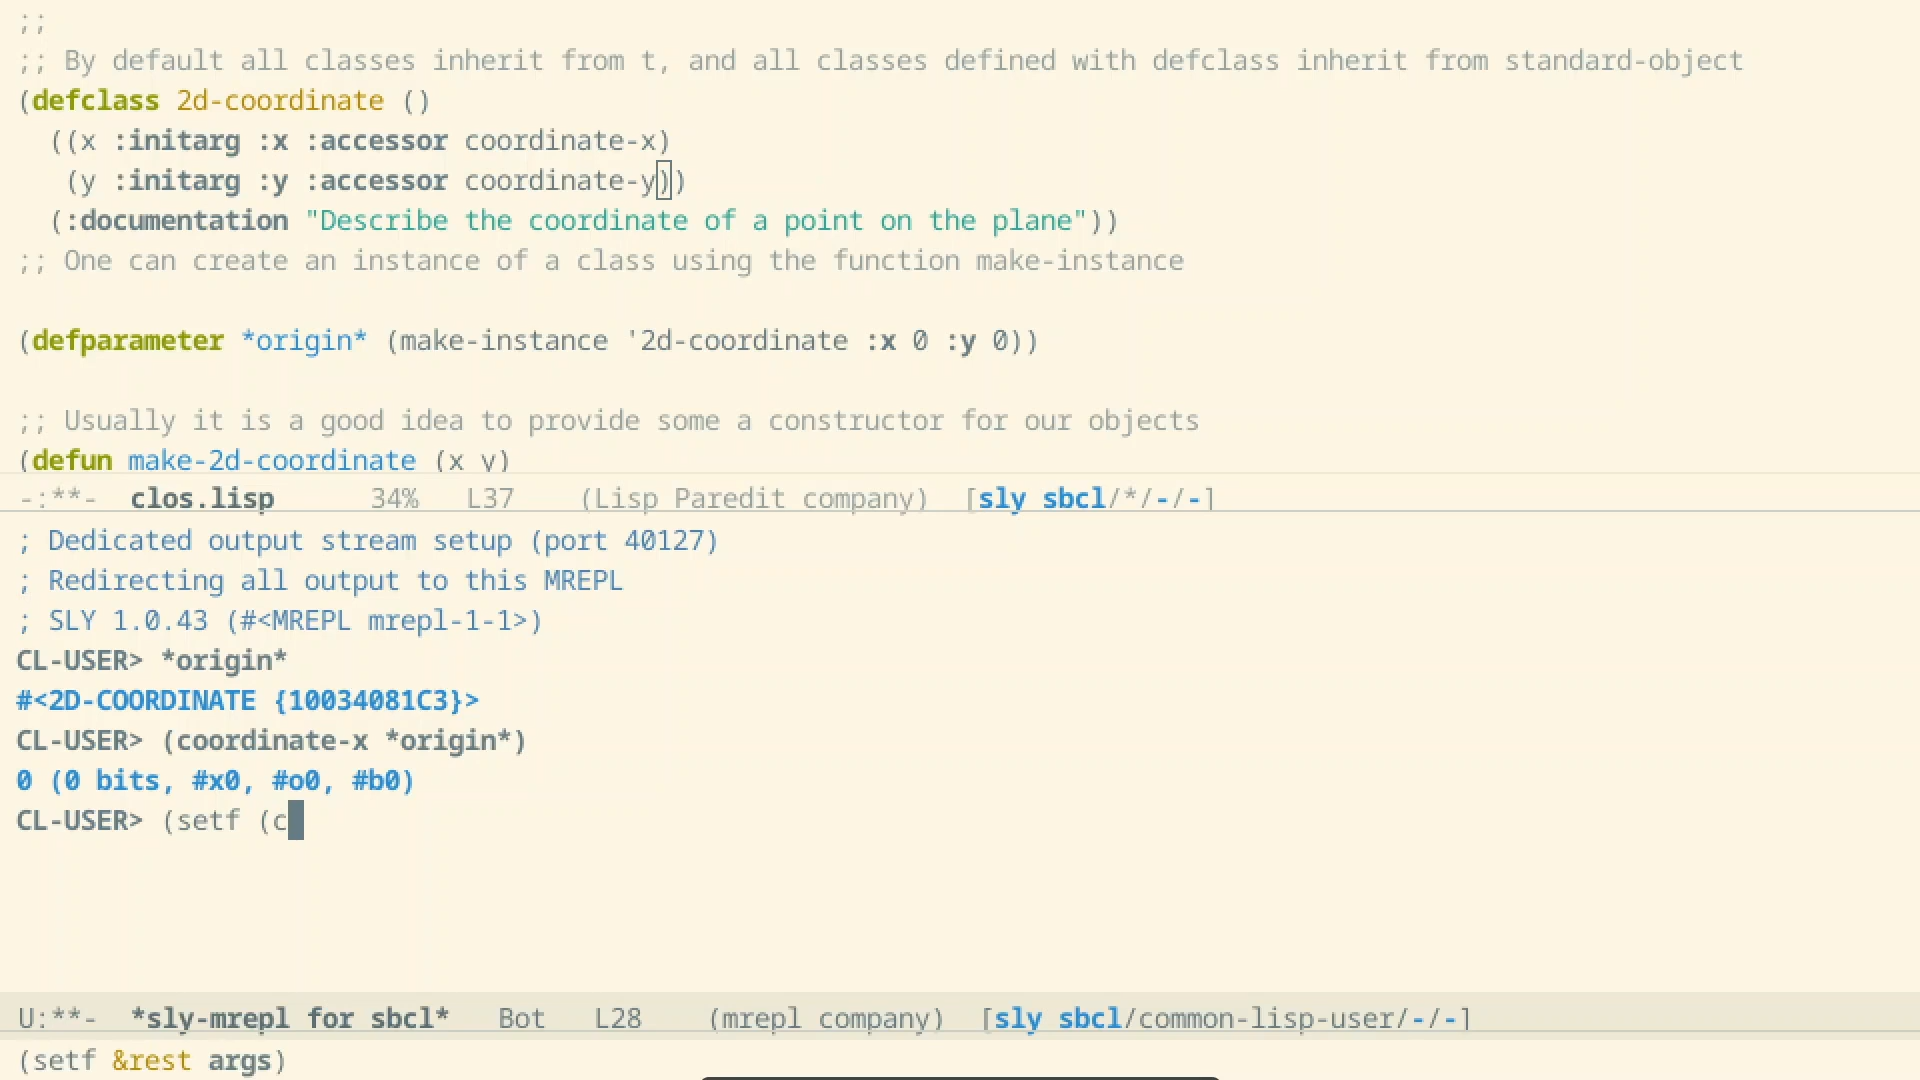 ;;
;; By default all classes inherit from t, and all classes defined with defclass inherit from standard-object
(defclass 2d-coordinate ()
  ((x :initarg :x :accessor coordinate-x)
   (y :initarg :y :accessor coordinate-y))
  (:documentation "Describe the coordinate of a point on the plane"))
;; One can create an instance of a class using the function make-instance

(defparameter *origin* (make-instance '2d-coordinate :x 0 :y 0))

;; Usually it is a good idea to provide some a constructor for our objects
(defun make-2d-coordinate (x y)
-:**-  clos.lisp      34%   L37    (Lisp Paredit company)  [sly sbcl/*/-/-]
; Dedicated output stream setup (port 40127)
; Redirecting all output to this MREPL
; SLY 1.0.43 (#<MREPL mrepl-1-1>)
CL-USER> *origin*
#<2D-COORDINATE {10034081C3}>
CL-USER> (coordinate-x *origin*)
0 (0 bits, #x0, #o0, #b0)
CL-USER> (setf (c
U:**-  *sly-mrepl for sbcl*   Bot   L28    (mrepl company)  [sly sbcl/common-lisp-user/-/-]
(setf &rest args)